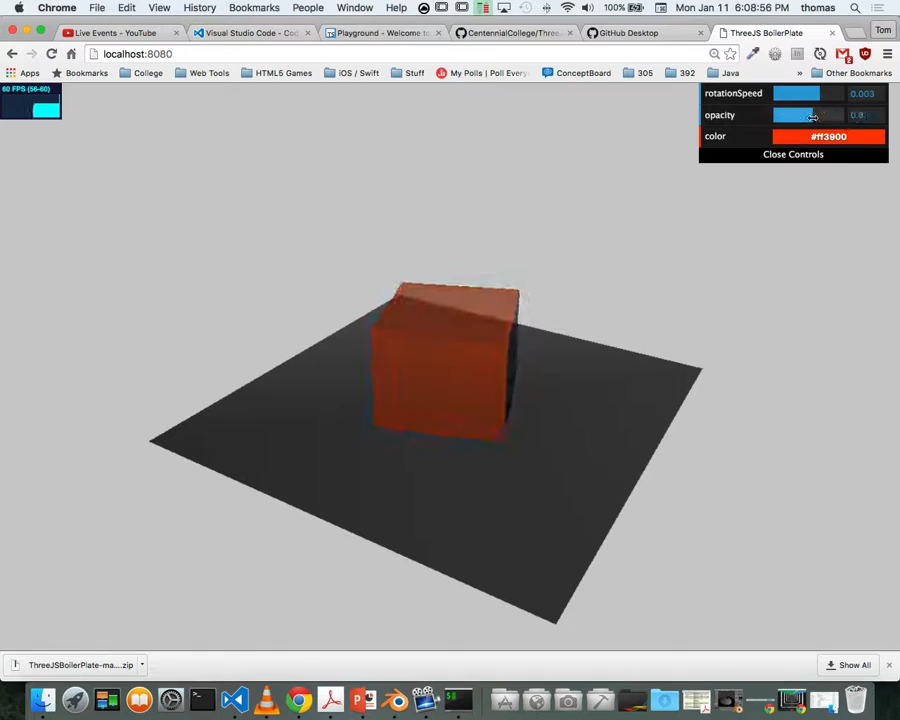 Chrome File Edit View History Bookmarks People Window Help 100% Mon Jan 11 6:08:56 PM thomas
Live Events - YouTube Visual Studio Code - Cod Playground - Welcome to CentennialCollege/Three GitHub Desktop ThreeJS BoilerPlate Tom
localhost:8080
Apps Bookmarks College Web Tools HTML5 Games iOS / Swift Stuff My Polls | Poll Every ConceptBoard 305 392 Java » Other Bookmarks
60 FPS (56-60)
rotationSpeed 0.003
opacity 0.8
color #ff3900
Close Controls
ThreeJSBoilerPlate-ma....zip Show All